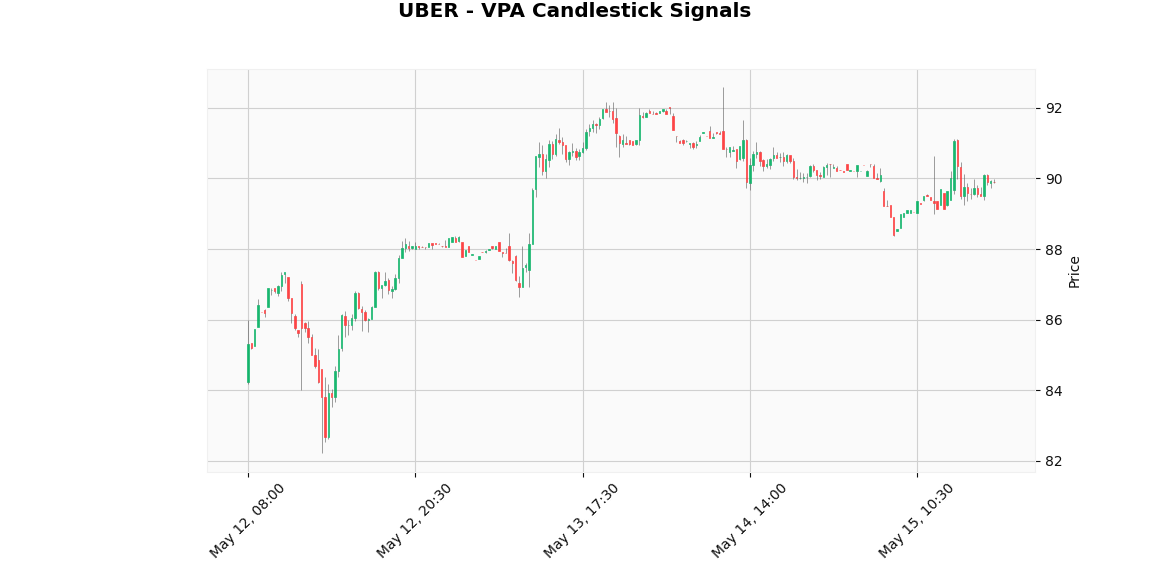 UBER - VPA Candlestick Signals
92
90
88
86
84
82
Price
May 12, 08:00
May 12, 20:30
May 13, 17:30
May 14, 14:00
May 15, 10:30